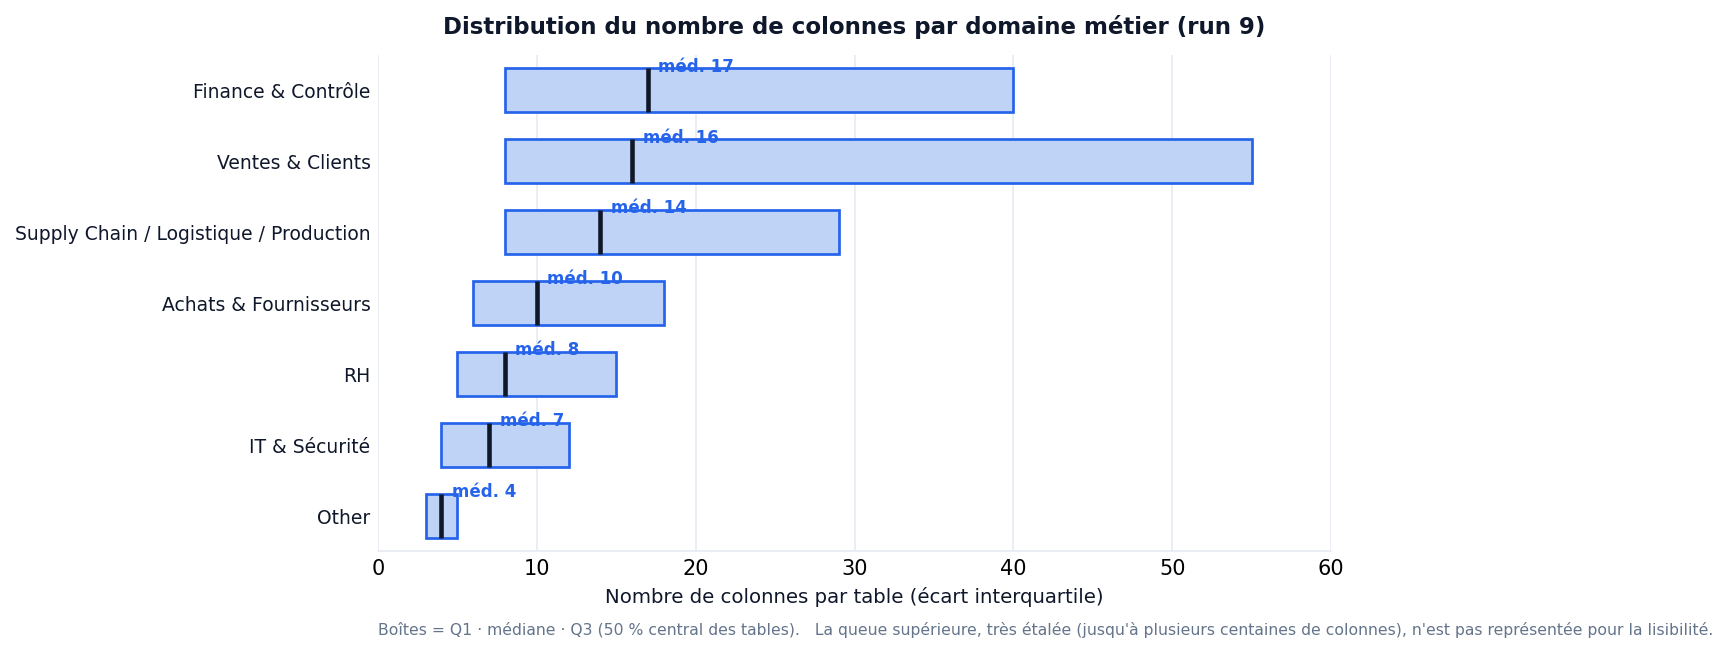 Distribution du nombre de colonnes par domaine métier (run 9)
Finance & Contrôle
méd. 17
Ventes & Clients
méd. 16
Supply Chain / Logistique / Production
méd. 14
Achats & Fournisseurs
méd. 10
RH
méd. 8
IT & Sécurité
méd. 7
Other
méd. 4
0 10 20 30 40 50 60
Nombre de colonnes par table (écart interquartile)
Boîtes = Q1 · médiane · Q3 (50 % central des tables). La queue supérieure, très étalée (jusqu'à plusieurs centaines de colonnes), n'est pas représentée pour la lisibilité.